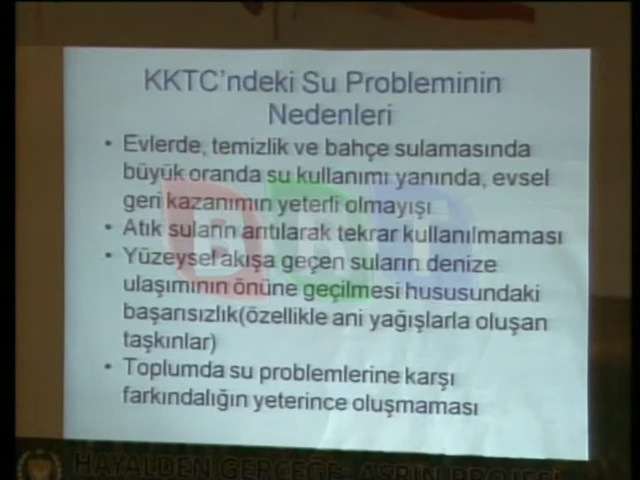 KKTC'ndeki Su Probleminin
Nedenleri
• Evlerde, temizlik ve bahçe sulamasında
büyük oranda su kullanımı yanında, evsel
geri kazanımın yeterli olmayışı
• Atık suların arıtılarak tekrar kullanılmaması
• Yüzeysel akışa geçen suların denize
ulaşımının önüne geçilmesi hususundaki
başarısızlık(özellikle ani yağışlarla oluşan
taşkınlar)
• Toplumda su problemlerine karşı
farkındalığın yeterince oluşmaması
BRT
HAYALDEN GERÇEĞE: ASRIN PROJESİ